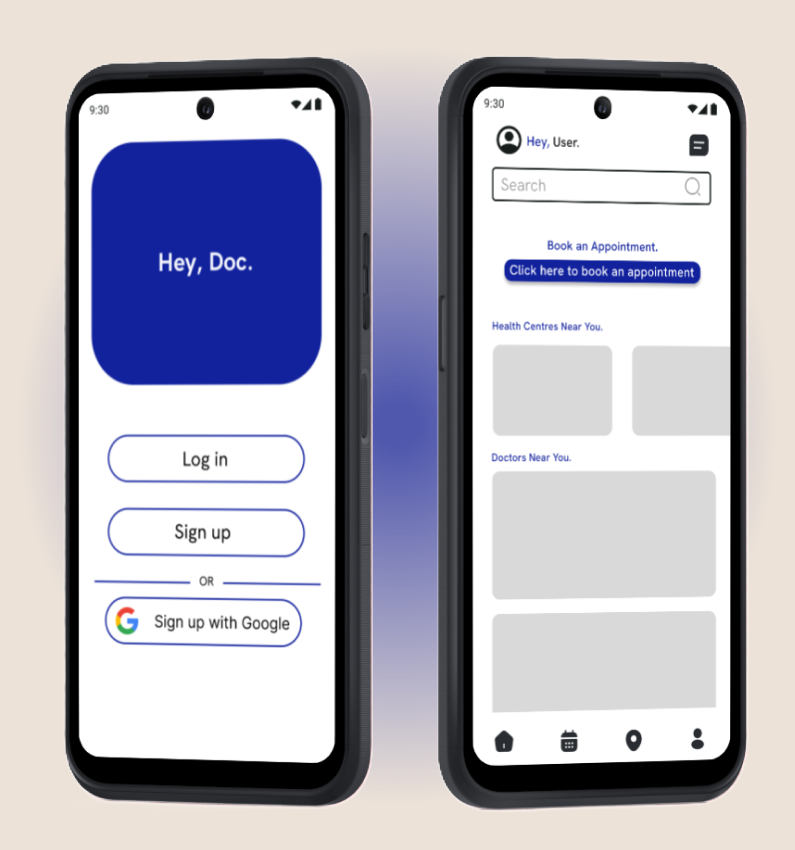 9:30
Hey, Doc.
Log in
Sign up
OR
Sign up with Google
9:30
Hey, User.
Search
Book an Appointment.
Click here to book an appointment
Health Centres Near You.
Doctors Near You.